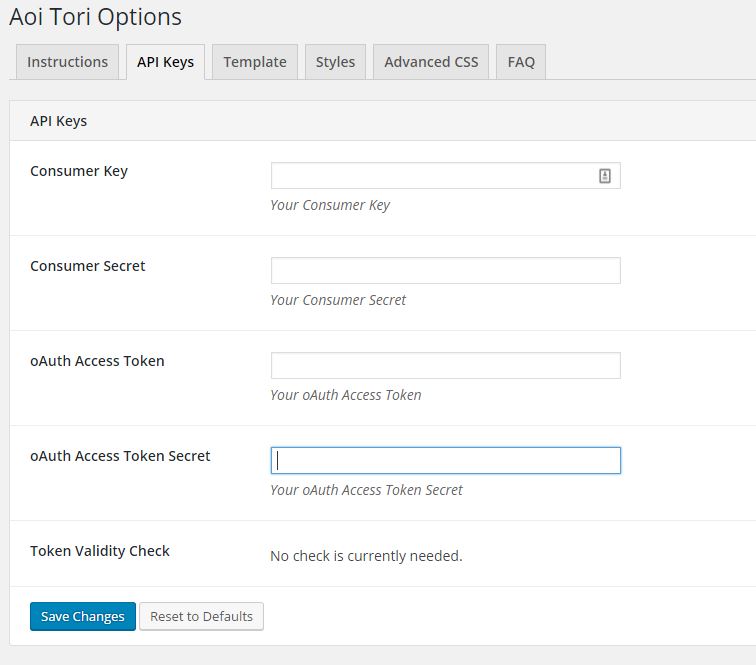 Aoi Tori Options
Instructions API Keys Template Styles Advanced CSS FAQ
API Keys
Consumer Key
Your Consumer Key
Consumer Secret
Your Consumer Secret
oAuth Access Token
Your oAuth Access Token
oAuth Access Token Secret
Your oAuth Access Token Secret
Token Validity Check
No check is currently needed.
Save Changes Reset to Defaults